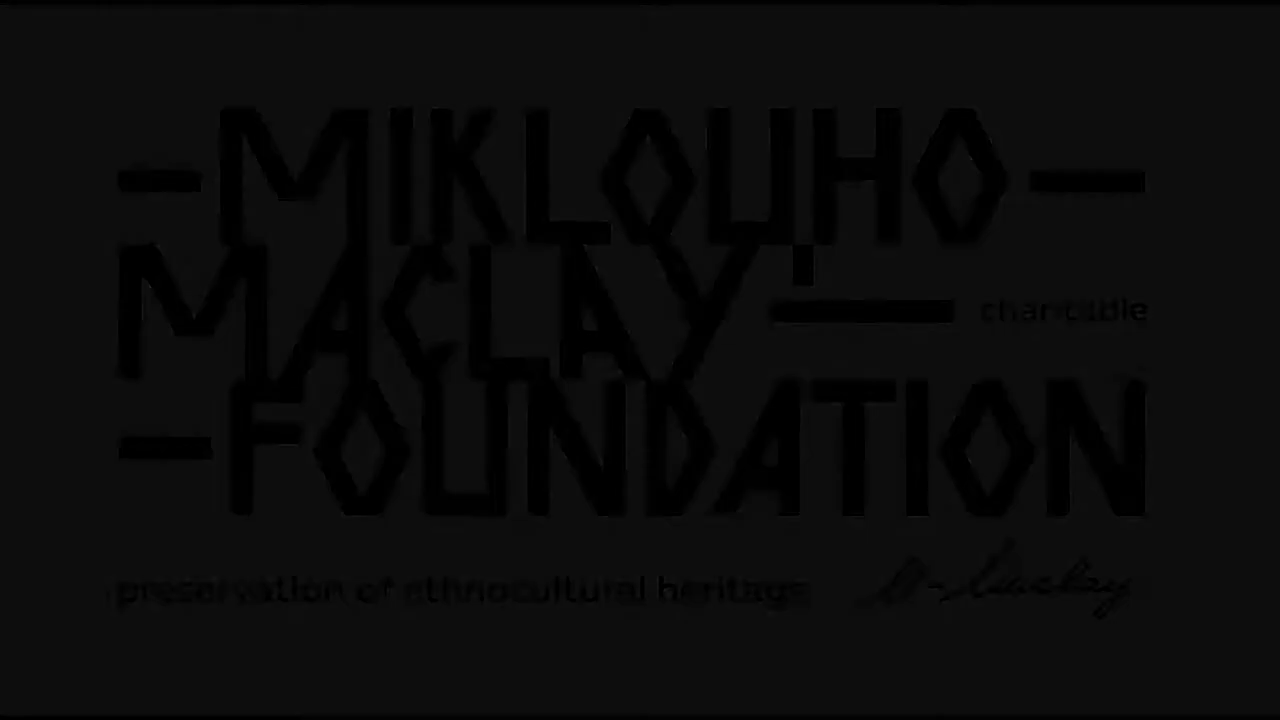 -MIKLOUHO-
MACLAY'— charitable
-FOUNDATION
preservation of ethnocultural heritage